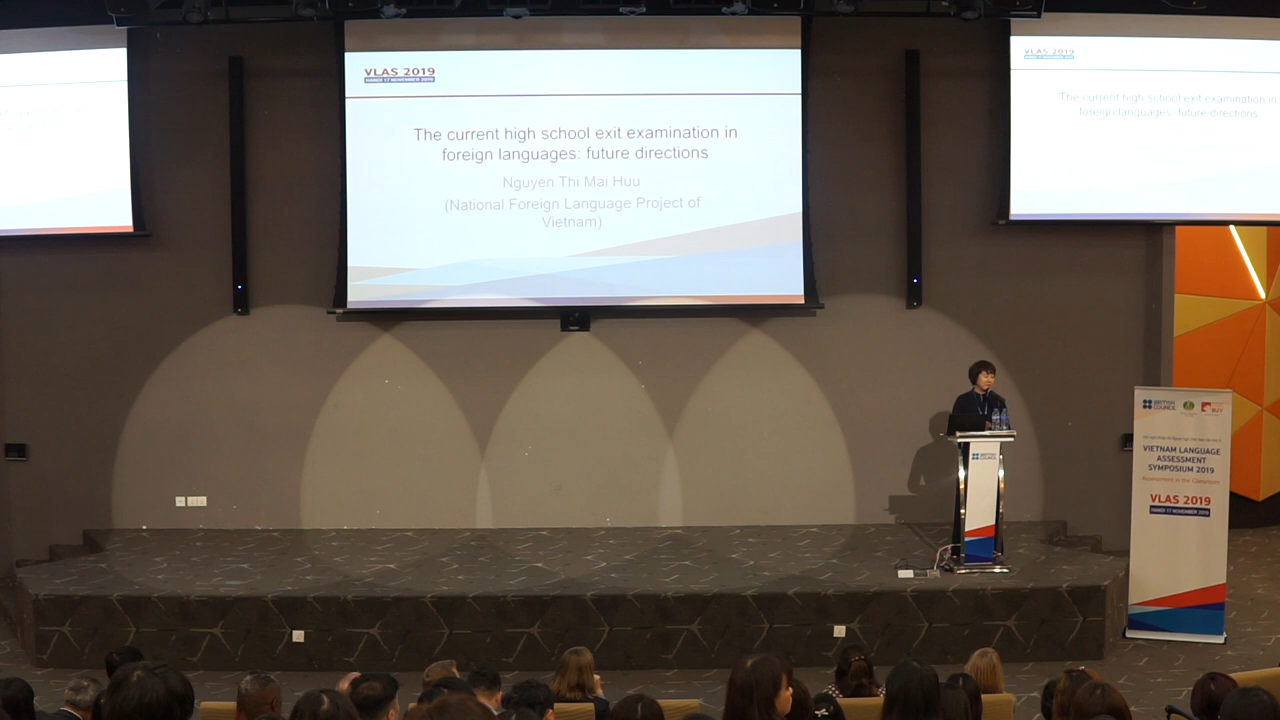 VLAS 2019
HANOI 17 NOVEMBER 2019
The current high school exit examination in
foreign languages: future directions
Nguyen Thi Mai Huu
(National Foreign Language Project of
Vietnam)
VLAS 2019
The current high school exit examination in
foreign languages: future directions
BRITISH
COUNCIL
BRITISH
COUNCIL
BUV
VIETNAM LANGUAGE
ASSESSMENT
SYMPOSIUM 2019
Assessment in the Classroom
VLAS 2019
HANOI 17 NOVEMBER 2019